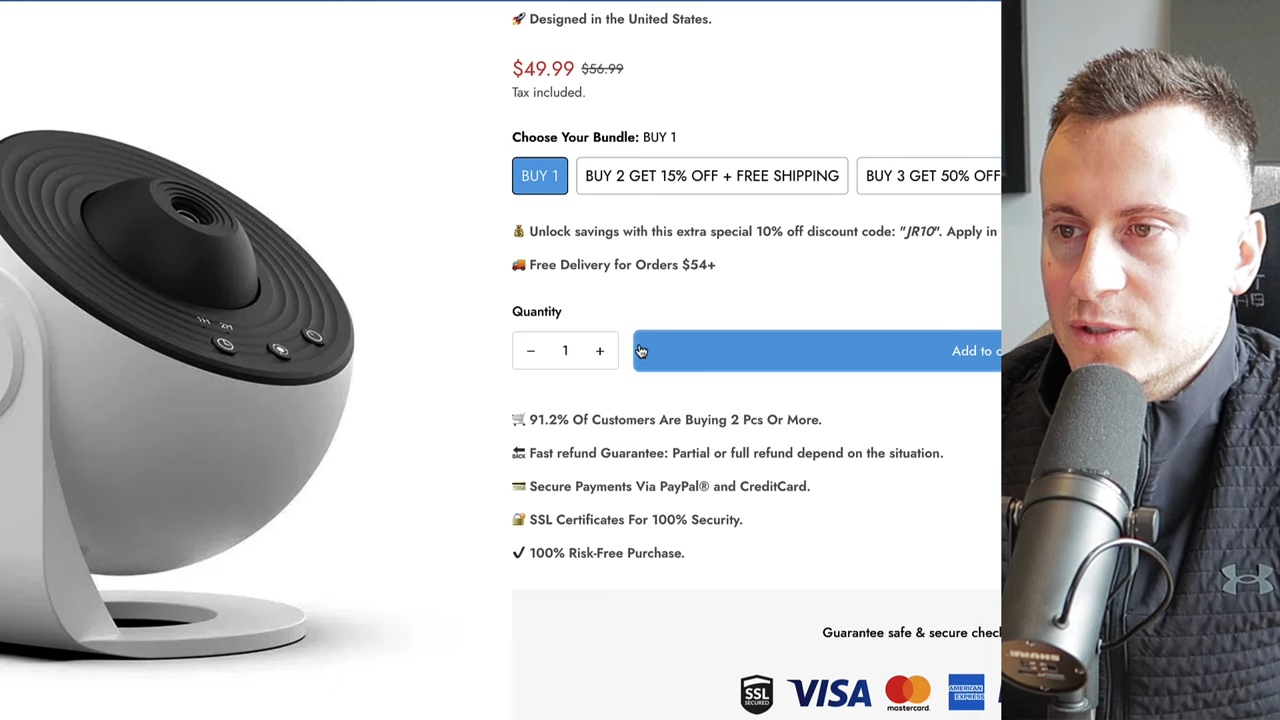 🚀 Designed in the United States.
$49.99 $56.99
Tax included.
Choose Your Bundle: BUY 1
BUY 1 BUY 2 GET 15% OFF + FREE SHIPPING BUY 3 GET 50% OFF
💰 Unlock savings with this extra special 10% off discount code: "JR10". Apply in
🚚 Free Delivery for Orders $54+
Quantity
1H 2H
− 1 + Add to c
🛒 91.2% Of Customers Are Buying 2 Pcs Or More.
🔙 Fast refund Guarantee: Partial or full refund depend on the situation.
💳 Secure Payments Via PayPal® and CreditCard.
🔐 SSL Certificates For 100% Security.
✔ 100% Risk-Free Purchase.
Guarantee safe & secure chec
SSL SECURED VISA mastercard. AMERICAN EXPRESS